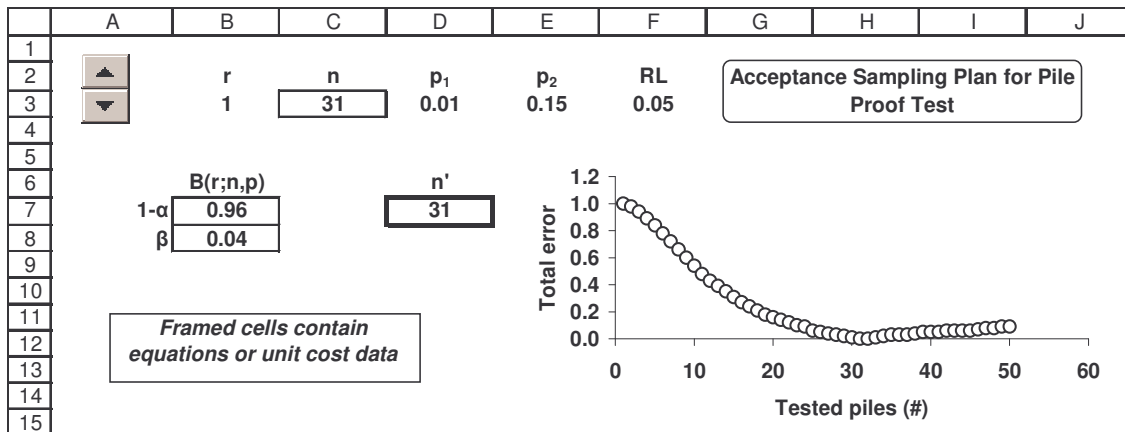 A B C D E F G H I J
1
2 r n p₁ p₂ RL Acceptance Sampling Plan for Pile
3 1 31 0.01 0.15 0.05 Proof Test
4
5
6 B(r;n,p) n'
7 1-α 0.96 31
8 β 0.04
9
10
11 Framed cells contain
12 equations or unit cost data
13
14
15
Total error
1.2
1.0
0.8
0.6
0.4
0.2
0.0
0 10 20 30 40 50 60
Tested piles (#)